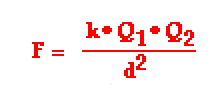 F = k•Q₁•Q₂ / d²